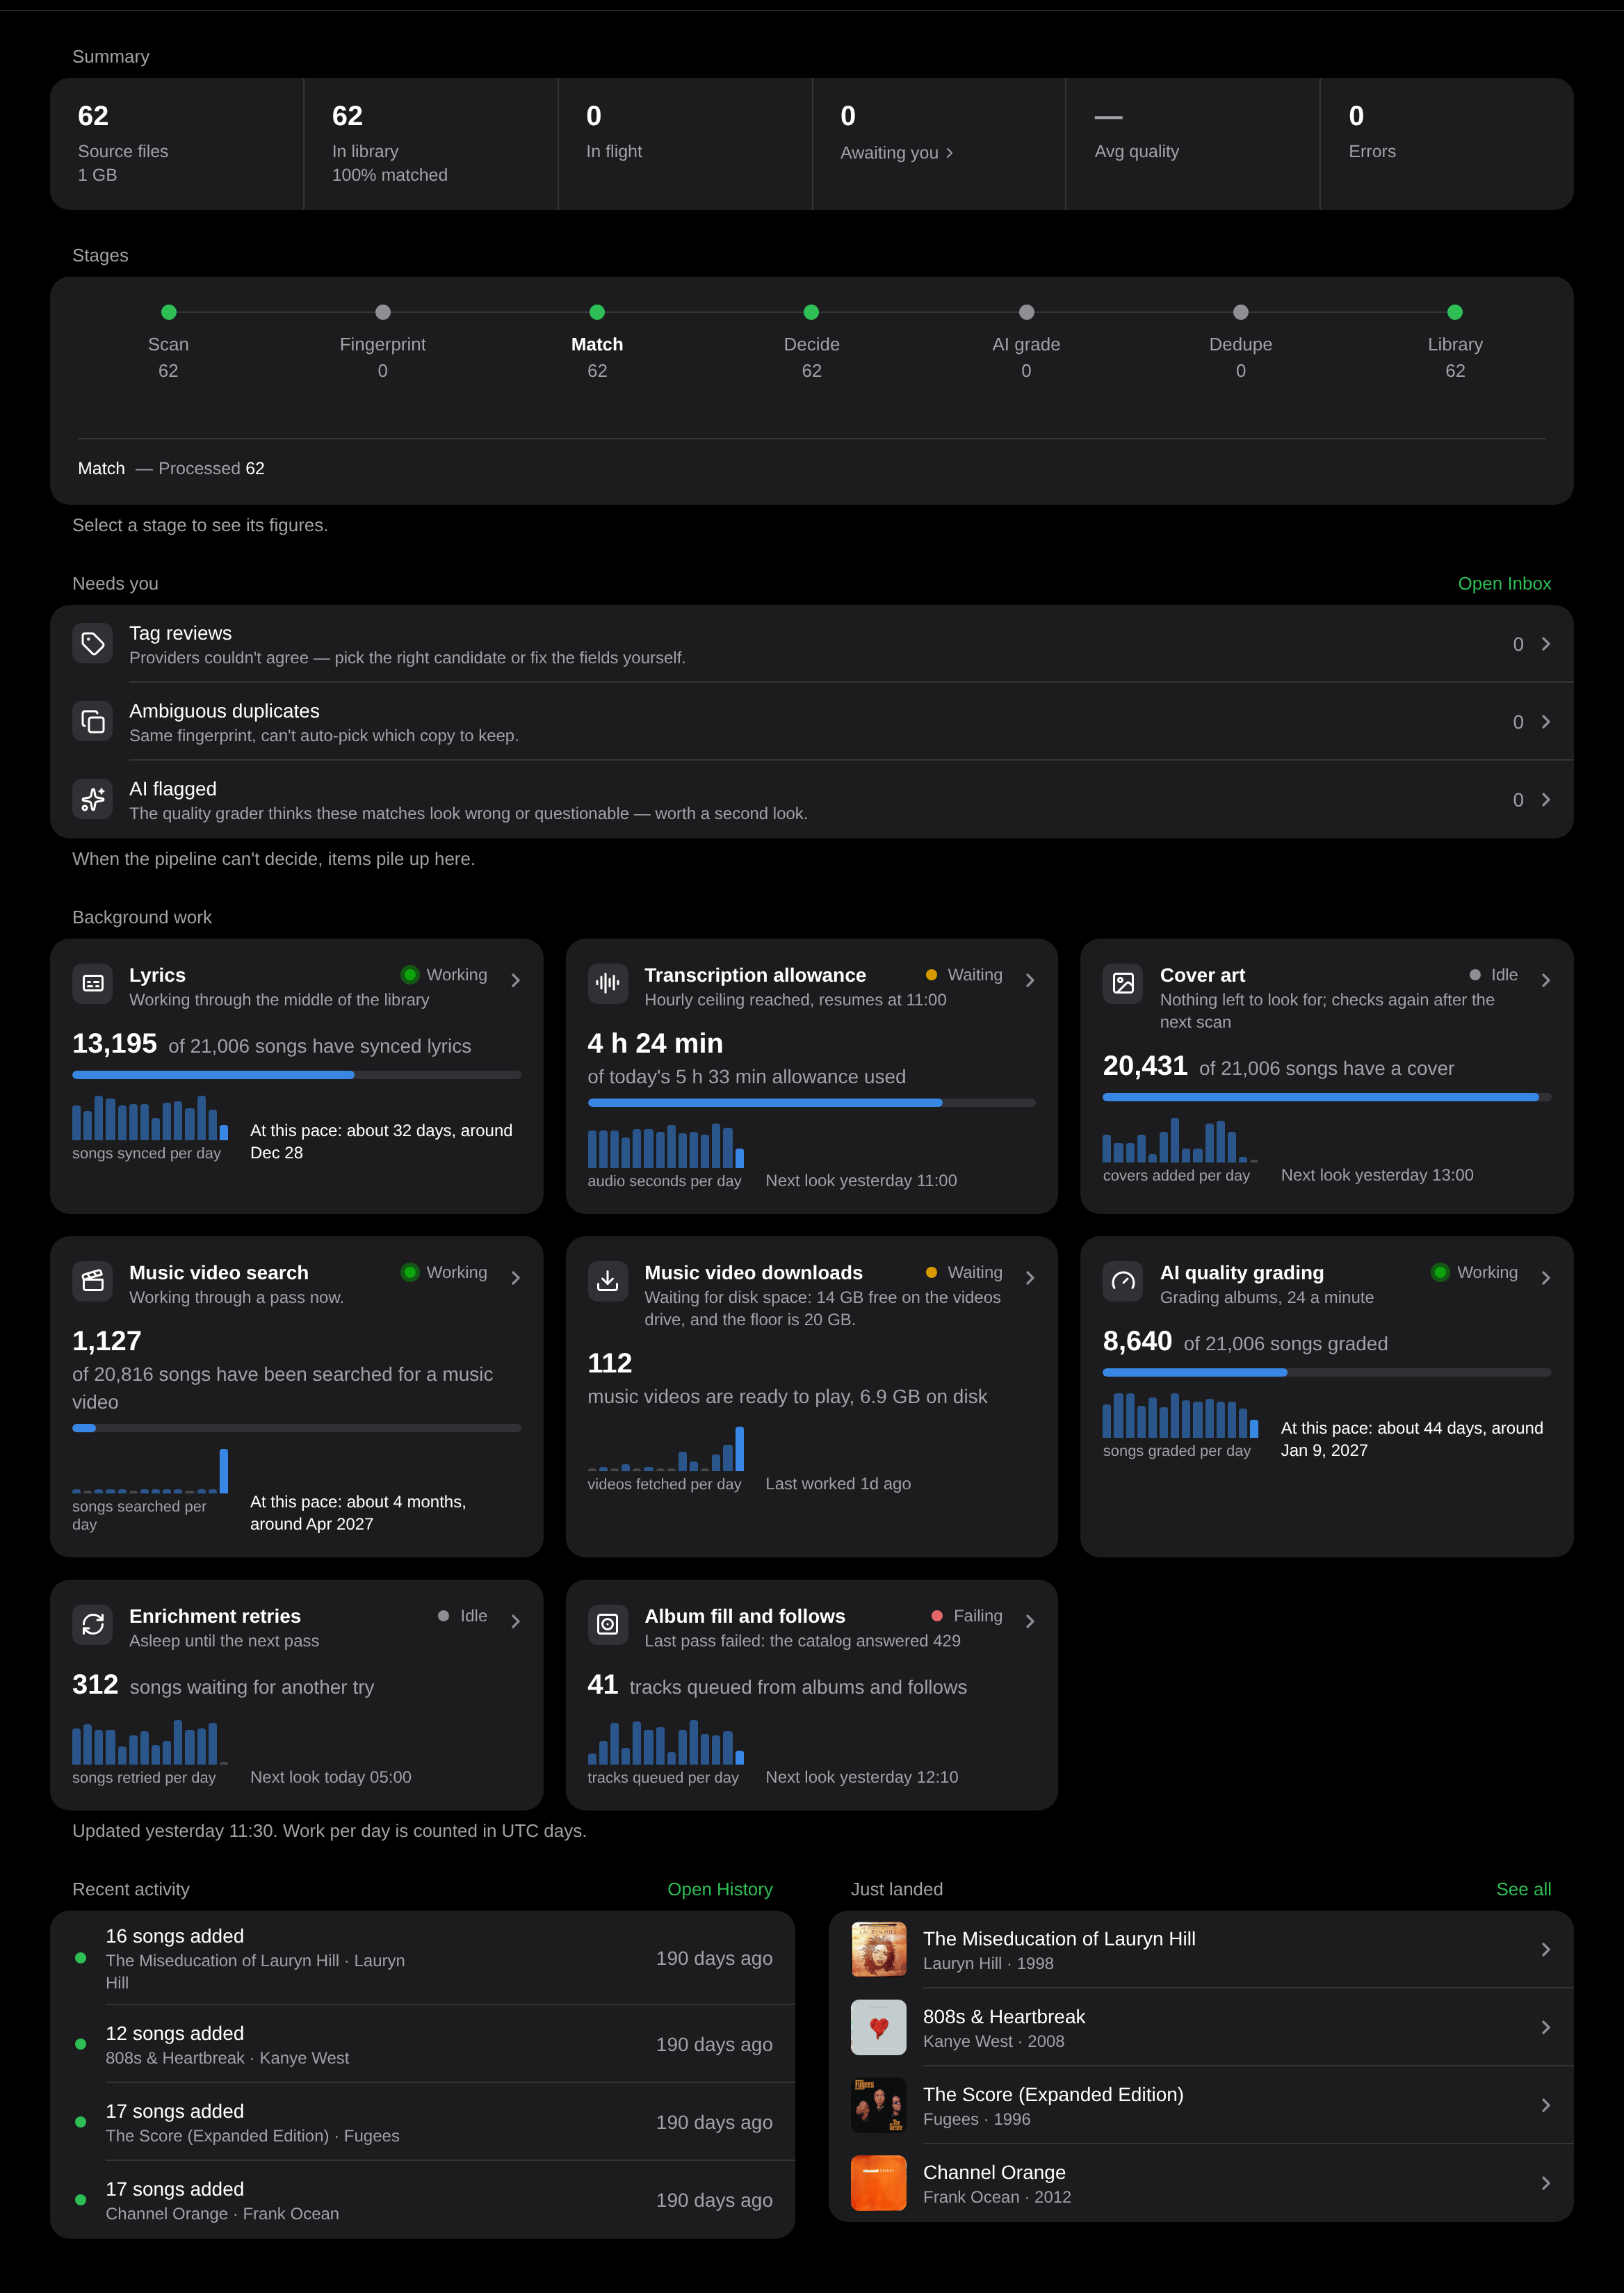 Summary
62
Source files
1 GB
62
In library
100% matched
0
In flight
0
Awaiting you
—
Avg quality
0
Errors
Stages
Scan
62
Fingerprint
0
Match
62
Decide
62
AI grade
0
Dedupe
0
Library
62
Match — Processed 62
Select a stage to see its figures.
Needs you
Open Inbox
Tag reviews
Providers couldn't agree — pick the right candidate or fix the fields yourself.
0
Ambiguous duplicates
Same fingerprint, can't auto-pick which copy to keep.
0
AI flagged
The quality grader thinks these matches look wrong or questionable — worth a second look.
0
When the pipeline can't decide, items pile up here.
Background work
Lyrics
Working
Working through the middle of the library
13,195 of 21,006 songs have synced lyrics
songs synced per day
At this pace: about 32 days, around
Dec 28
Transcription allowance
Waiting
Hourly ceiling reached, resumes at 11:00
4 h 24 min
of today's 5 h 33 min allowance used
audio seconds per day
Next look yesterday 11:00
Cover art
Idle
Nothing left to look for; checks again after the
next scan
20,431 of 21,006 songs have a cover
covers added per day
Next look yesterday 13:00
Music video search
Working
Working through a pass now.
1,127
of 20,816 songs have been searched for a music
video
songs searched per
day
At this pace: about 4 months,
around Apr 2027
Music video downloads
Waiting
Waiting for disk space: 14 GB free on the videos
drive, and the floor is 20 GB.
112
music videos are ready to play, 6.9 GB on disk
videos fetched per day
Last worked 1d ago
AI quality grading
Working
Grading albums, 24 a minute
8,640 of 21,006 songs graded
songs graded per day
At this pace: about 44 days, around
Jan 9, 2027
Enrichment retries
Idle
Asleep until the next pass
312 songs waiting for another try
songs retried per day
Next look today 05:00
Album fill and follows
Failing
Last pass failed: the catalog answered 429
41 tracks queued from albums and follows
tracks queued per day
Next look yesterday 12:10
Updated yesterday 11:30. Work per day is counted in UTC days.
Recent activity
Open History
16 songs added
The Miseducation of Lauryn Hill · Lauryn
Hill
190 days ago
12 songs added
808s & Heartbreak · Kanye West
190 days ago
17 songs added
The Score (Expanded Edition) · Fugees
190 days ago
17 songs added
Channel Orange · Frank Ocean
190 days ago
Just landed
See all
The Miseducation of Lauryn Hill
Lauryn Hill · 1998
808s & Heartbreak
Kanye West · 2008
The Score (Expanded Edition)
Fugees · 1996
Channel Orange
Frank Ocean · 2012